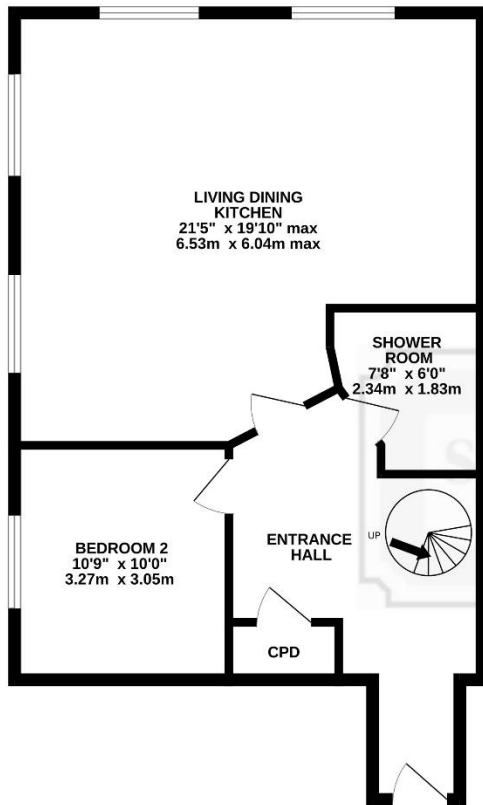 LIVING DINING
KITCHEN
21'5" x 19'10" max
6.53m x 6.04m max
SHOWER
ROOM
7'8" x 6'0"
2.34m x 1.83m
BEDROOM 2
10'9" x 10'0"
3.27m x 3.05m
ENTRANCE
HALL
UP
CPD